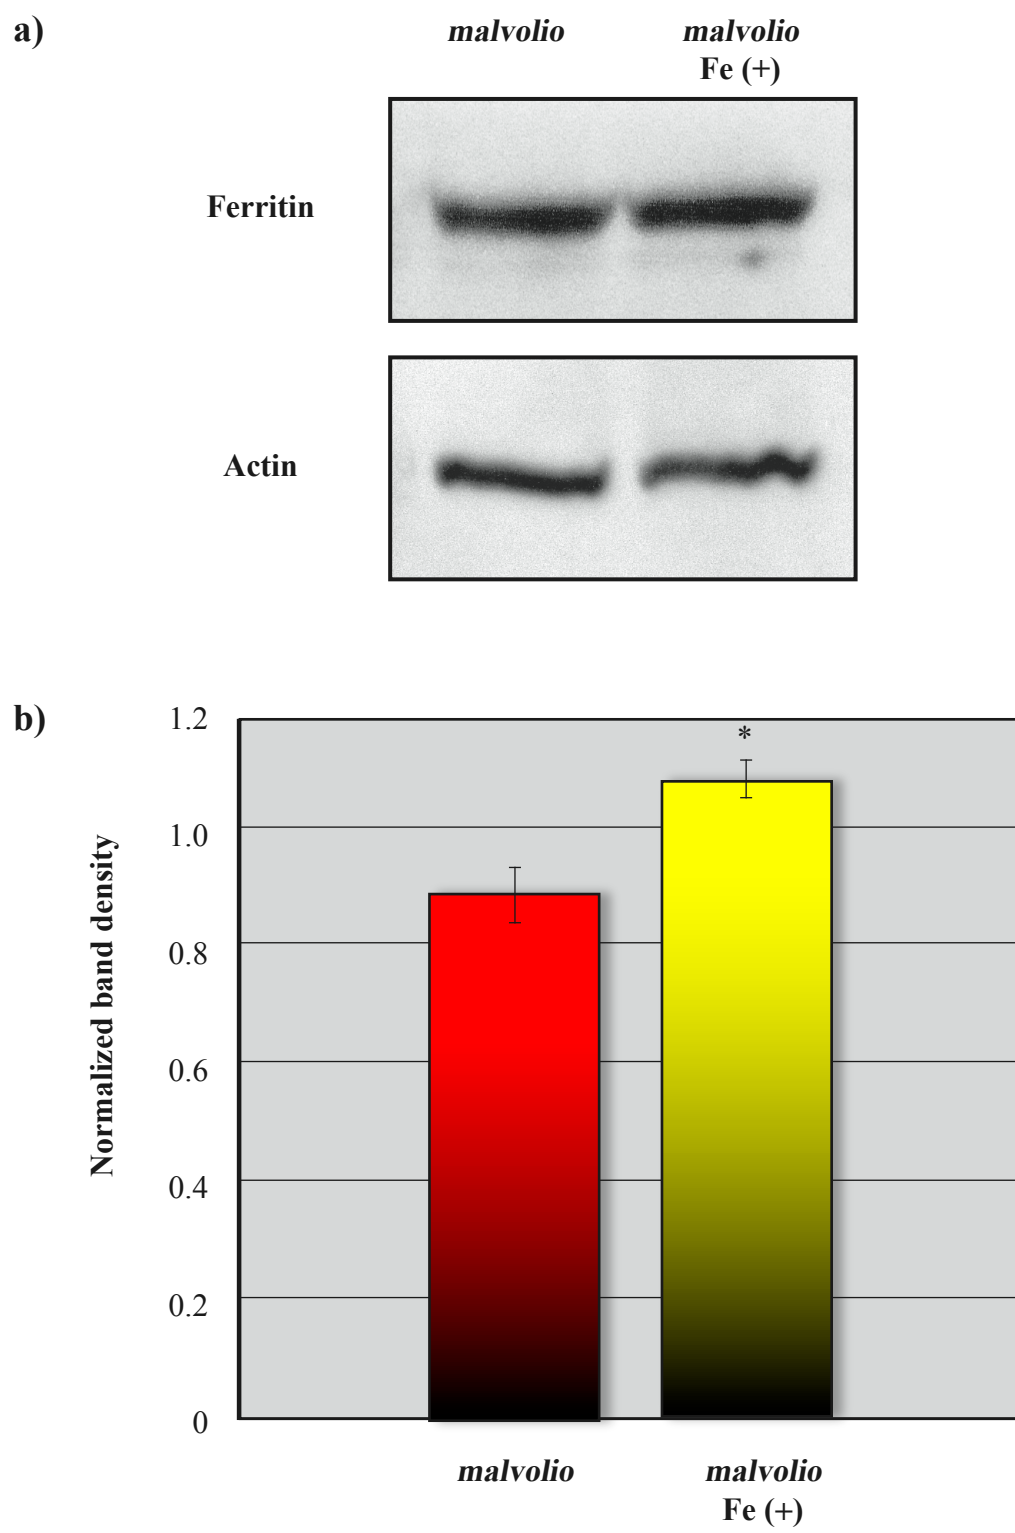 a)
malvolio
malvolio
Fe (+)
Ferritin
Actin
b)
Normalized band density
1.2
*
1.0
0.8
0.6
0.4
0.2
0
malvolio
malvolio
Fe (+)